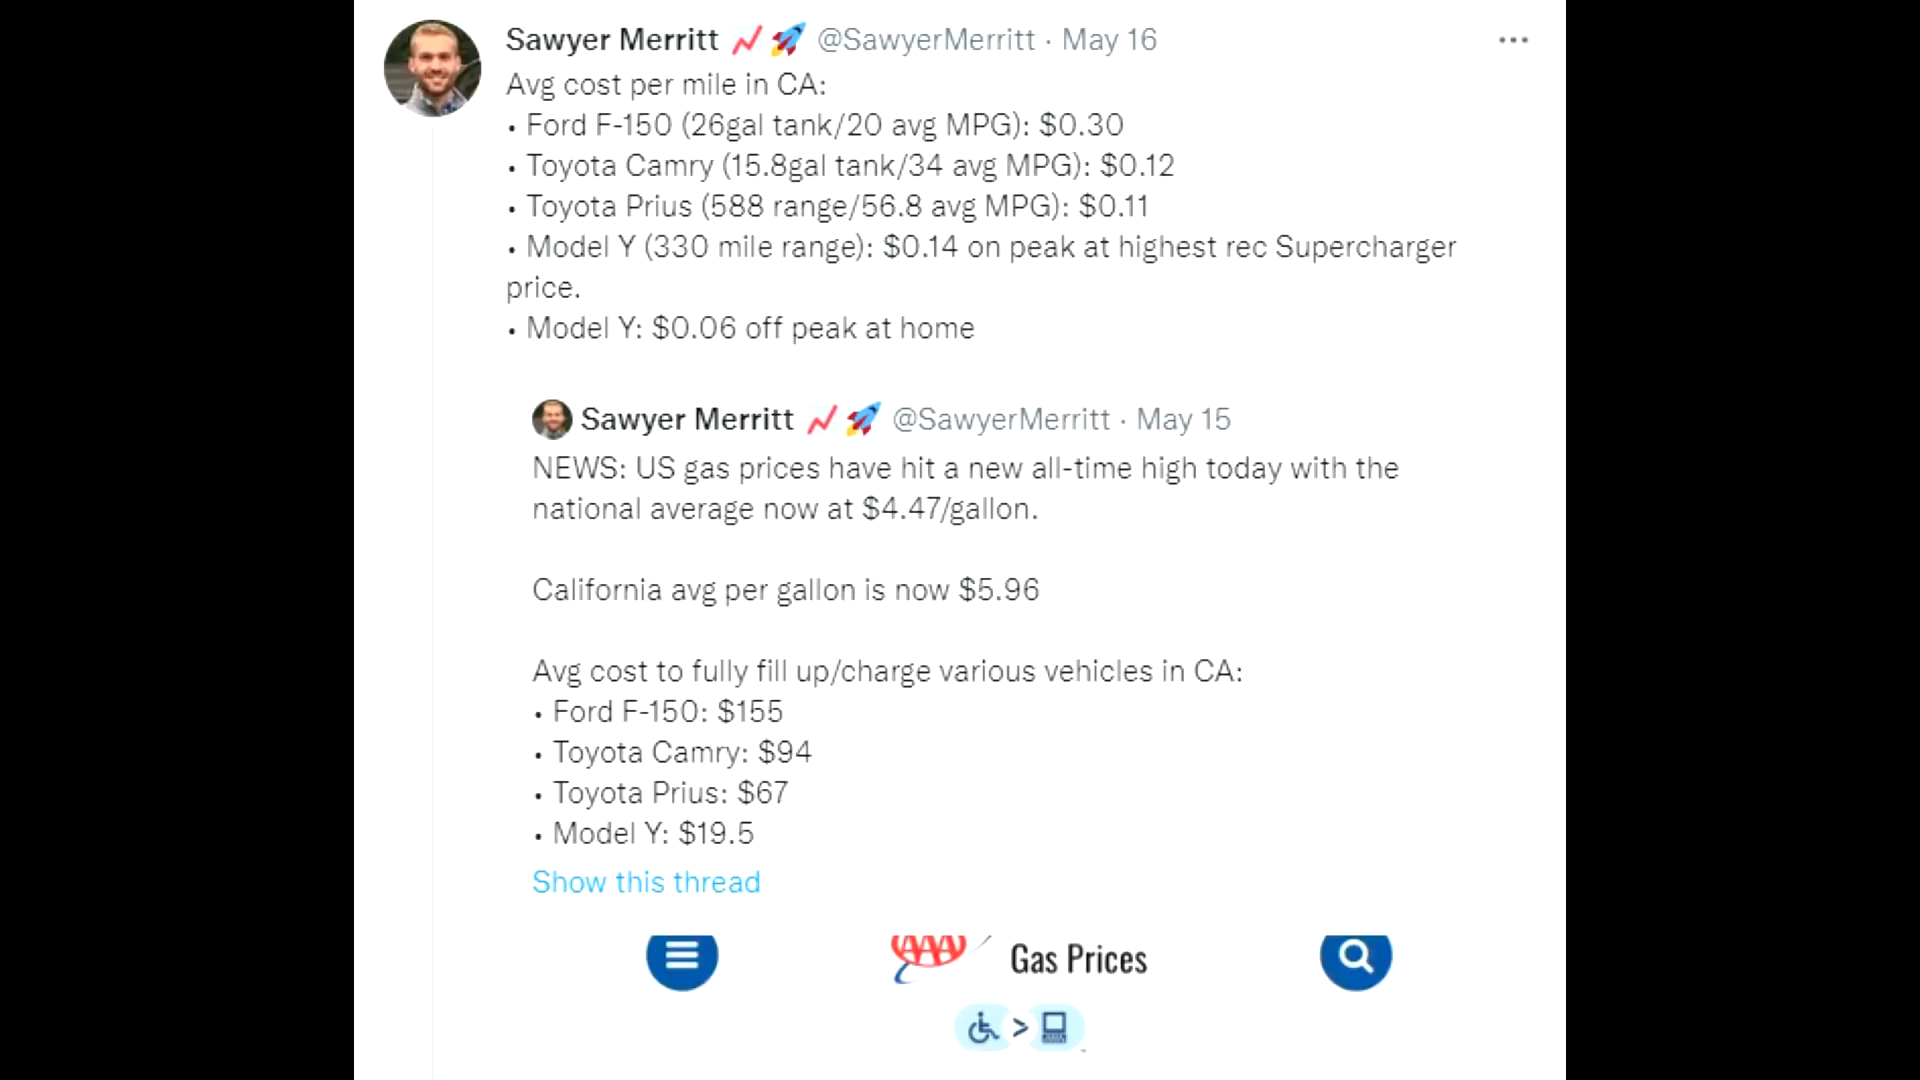 Sawyer Merritt 📈🚀 @SawyerMerritt · May 16
Avg cost per mile in CA:
• Ford F-150 (26gal tank/20 avg MPG): $0.30
• Toyota Camry (15.8gal tank/34 avg MPG): $0.12
• Toyota Prius (588 range/56.8 avg MPG): $0.11
• Model Y (330 mile range): $0.14 on peak at highest rec Supercharger
price.
• Model Y: $0.06 off peak at home
Sawyer Merritt 📈🚀 @SawyerMerritt · May 15
NEWS: US gas prices have hit a new all-time high today with the
national average now at $4.47/gallon.
California avg per gallon is now $5.96
Avg cost to fully fill up/charge various vehicles in CA:
• Ford F-150: $155
• Toyota Camry: $94
• Toyota Prius: $67
• Model Y: $19.5
Show this thread
AAA Gas Prices